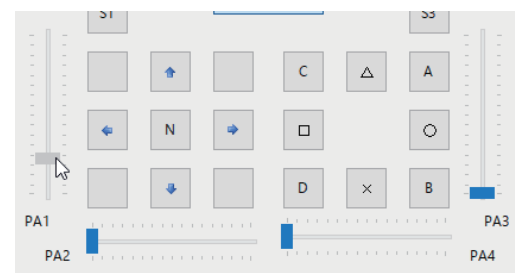 S1 S3
C △ A
N □ ○
D × B
PA1 PA3
PA2 PA4